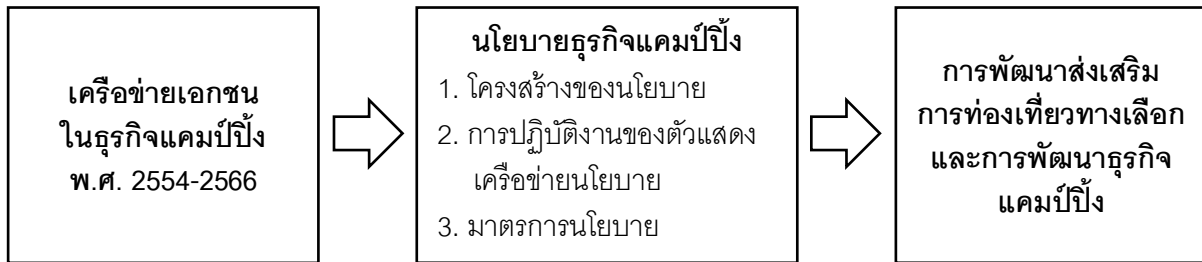 เครือข่ายเอกชน
ในธุรกิจแคมป์ปิ้ง
พ.ศ. 2554-2566
นโยบายธุรกิจแคมป์ปิ้ง
1. โครงสร้างของนโยบาย
2. การปฏิบัติงานของตัวแสดง
เครือข่ายนโยบาย
3. มาตรการนโยบาย
การพัฒนาส่งเสริม
การท่องเที่ยวทางเลือก
และการพัฒนาธุรกิจ
แคมป์ปิ้ง